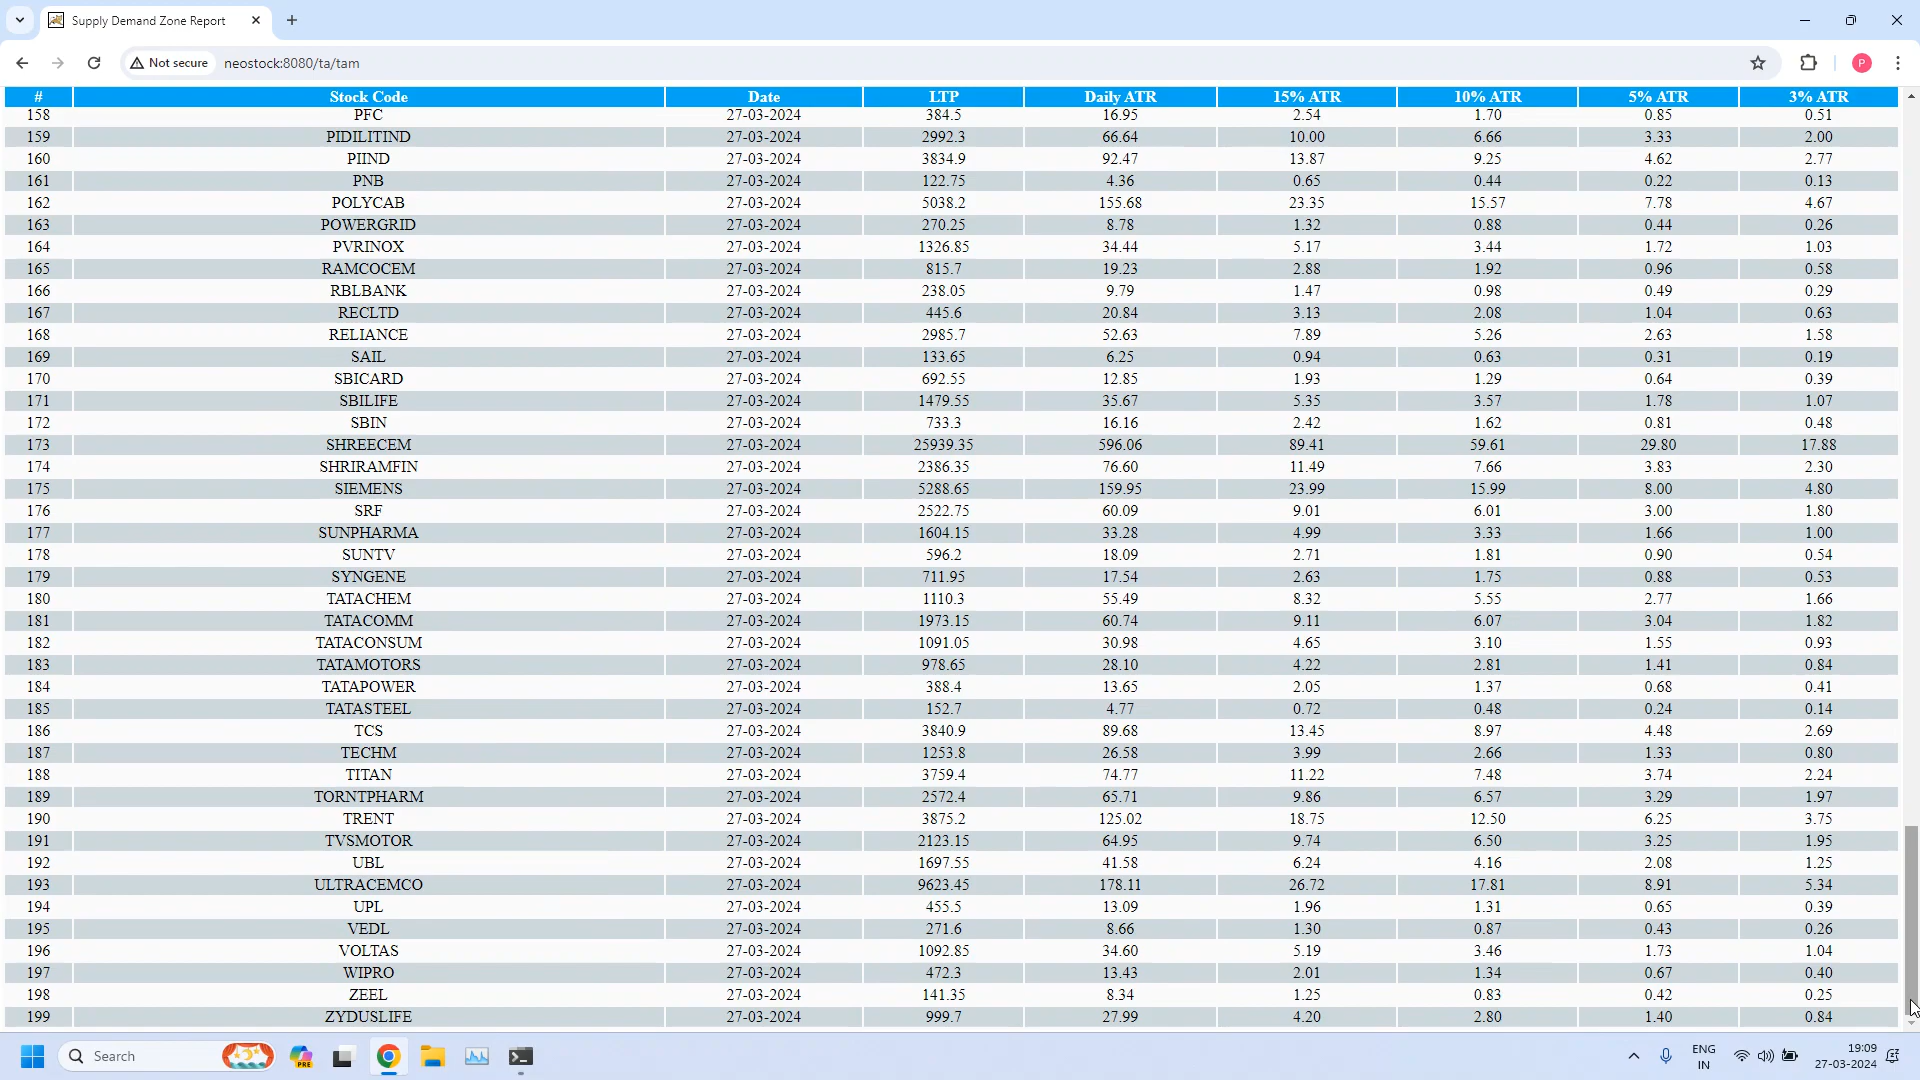 Supply Demand Zone Report
Not secure neostock:8080/ta/tam
P
# Stock Code Date LTP Daily ATR 15% ATR 10% ATR 5% ATR 3% ATR
158 PFC 27-03-2024 384.5 16.95 2.54 1.70 0.85 0.51
159 PIDILITIND 27-03-2024 2992.3 66.64 10.00 6.66 3.33 2.00
160 PIIND 27-03-2024 3834.9 92.47 13.87 9.25 4.62 2.77
161 PNB 27-03-2024 122.75 4.36 0.65 0.44 0.22 0.13
162 POLYCAB 27-03-2024 5038.2 155.68 23.35 15.57 7.78 4.67
163 POWERGRID 27-03-2024 270.25 8.78 1.32 0.88 0.44 0.26
164 PVRINOX 27-03-2024 1326.85 34.44 5.17 3.44 1.72 1.03
165 RAMCOCEM 27-03-2024 815.7 19.23 2.88 1.92 0.96 0.58
166 RBLBANK 27-03-2024 238.05 9.79 1.47 0.98 0.49 0.29
167 RECLTD 27-03-2024 445.6 20.84 3.13 2.08 1.04 0.63
168 RELIANCE 27-03-2024 2985.7 52.63 7.89 5.26 2.63 1.58
169 SAIL 27-03-2024 133.65 6.25 0.94 0.63 0.31 0.19
170 SBICARD 27-03-2024 692.55 12.85 1.93 1.29 0.64 0.39
171 SBILIFE 27-03-2024 1479.55 35.67 5.35 3.57 1.78 1.07
172 SBIN 27-03-2024 733.3 16.16 2.42 1.62 0.81 0.48
173 SHREECEM 27-03-2024 25939.35 596.06 89.41 59.61 29.80 17.88
174 SHRIRAMFIN 27-03-2024 2386.35 76.60 11.49 7.66 3.83 2.30
175 SIEMENS 27-03-2024 5288.65 159.95 23.99 15.99 8.00 4.80
176 SRF 27-03-2024 2522.75 60.09 9.01 6.01 3.00 1.80
177 SUNPHARMA 27-03-2024 1604.15 33.28 4.99 3.33 1.66 1.00
178 SUNTV 27-03-2024 596.2 18.09 2.71 1.81 0.90 0.54
179 SYNGENE 27-03-2024 711.95 17.54 2.63 1.75 0.88 0.53
180 TATACHEM 27-03-2024 1110.3 55.49 8.32 5.55 2.77 1.66
181 TATACOMM 27-03-2024 1973.15 60.74 9.11 6.07 3.04 1.82
182 TATACONSUM 27-03-2024 1091.05 30.98 4.65 3.10 1.55 0.93
183 TATAMOTORS 27-03-2024 978.65 28.10 4.22 2.81 1.41 0.84
184 TATAPOWER 27-03-2024 388.4 13.65 2.05 1.37 0.68 0.41
185 TATASTEEL 27-03-2024 152.7 4.77 0.72 0.48 0.24 0.14
186 TCS 27-03-2024 3840.9 89.68 13.45 8.97 4.48 2.69
187 TECHM 27-03-2024 1253.8 26.58 3.99 2.66 1.33 0.80
188 TITAN 27-03-2024 3759.4 74.77 11.22 7.48 3.74 2.24
189 TORNTPHARM 27-03-2024 2572.4 65.71 9.86 6.57 3.29 1.97
190 TRENT 27-03-2024 3875.2 125.02 18.75 12.50 6.25 3.75
191 TVSMOTOR 27-03-2024 2123.15 64.95 9.74 6.50 3.25 1.95
192 UBL 27-03-2024 1697.55 41.58 6.24 4.16 2.08 1.25
193 ULTRACEMCO 27-03-2024 9623.45 178.11 26.72 17.81 8.91 5.34
194 UPL 27-03-2024 455.5 13.09 1.96 1.31 0.65 0.39
195 VEDL 27-03-2024 271.6 8.66 1.30 0.87 0.43 0.26
196 VOLTAS 27-03-2024 1092.85 34.60 5.19 3.46 1.73 1.04
197 WIPRO 27-03-2024 472.3 13.43 2.01 1.34 0.67 0.40
198 ZEEL 27-03-2024 141.35 8.34 1.25 0.83 0.42 0.25
199 ZYDUSLIFE 27-03-2024 999.7 27.99 4.20 2.80 1.40 0.84
Search
PRE
ENG
IN
19:09
27-03-2024